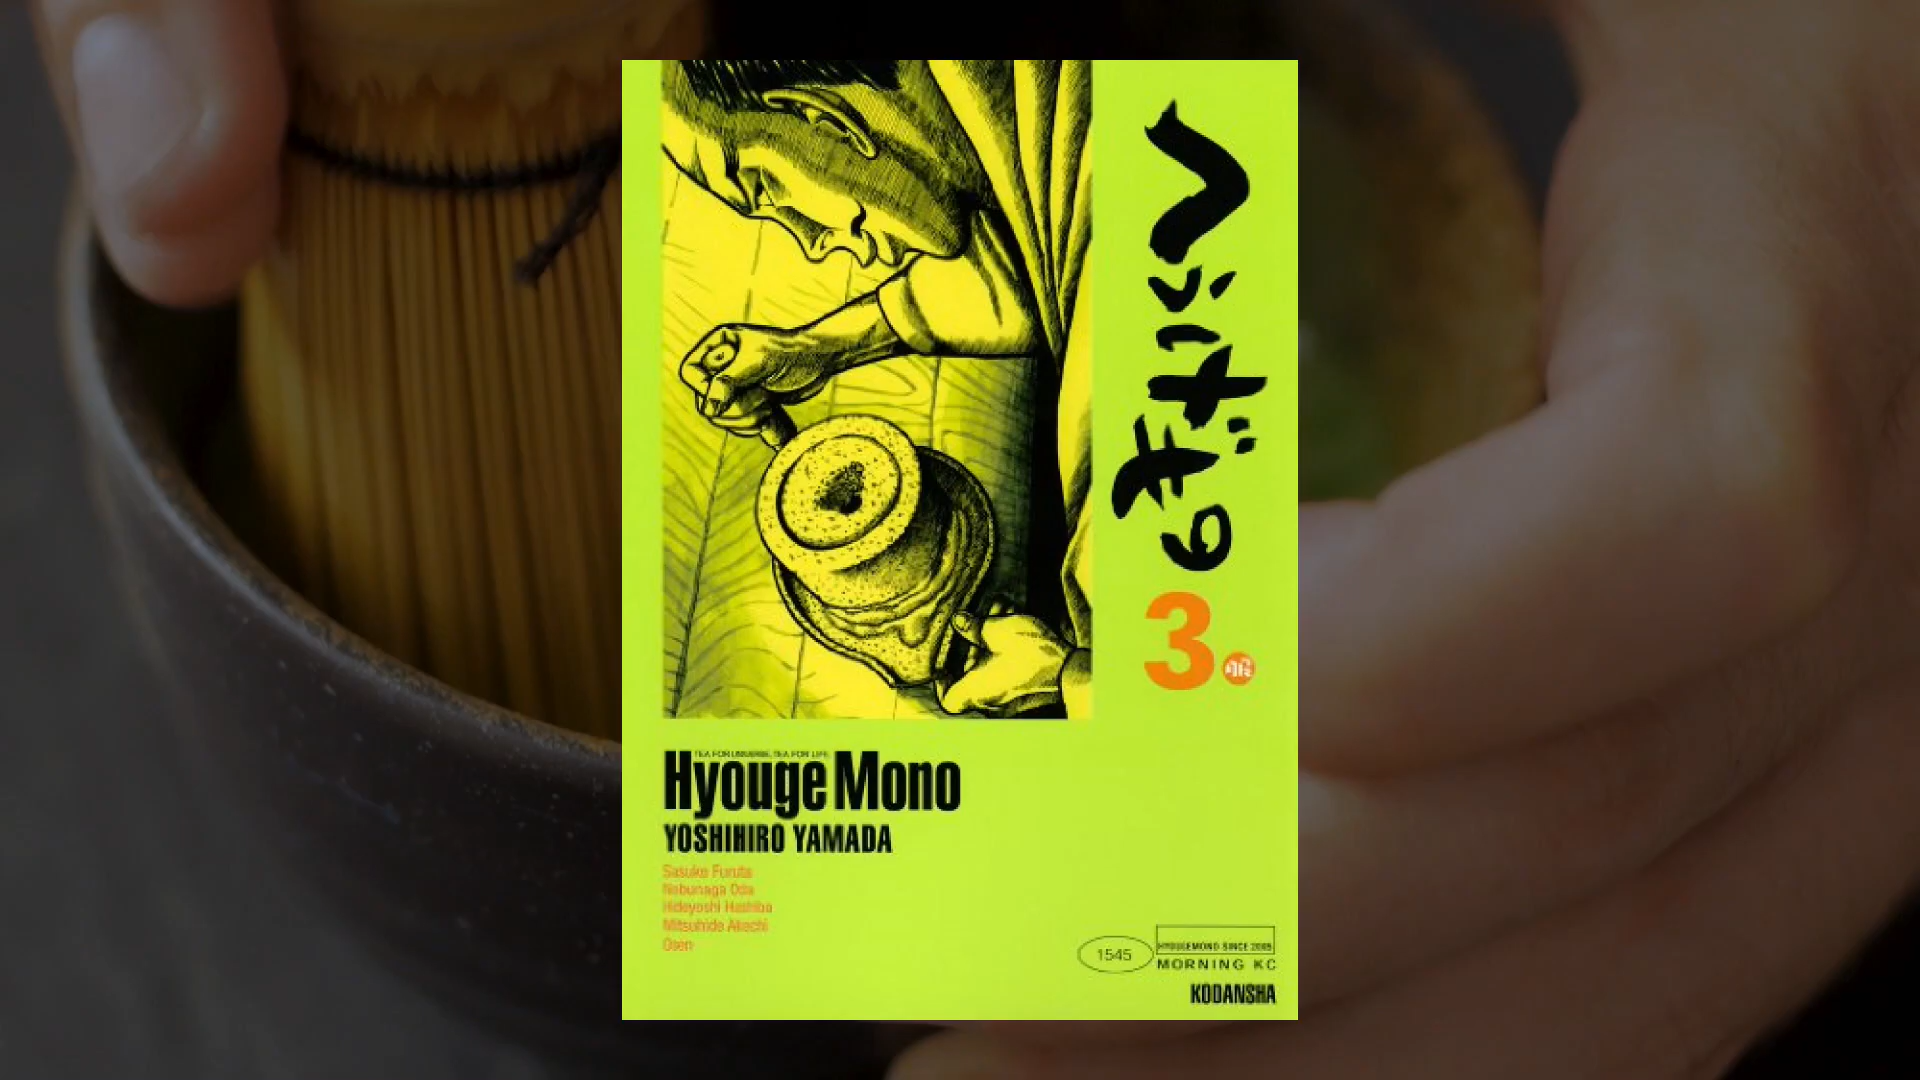 へうげもの
3服
TEA FOR UNIVERSE, TEA FOR LIFE
Hyouge Mono
YOSHIHIRO YAMADA
Sasuke Furuta
Nobunaga Oda
Hideyoshi Hashiba
Mitsuhide Akechi
Osen
1545
HYOUGEMONO SINCE 2005
MORNING KC
KODANSHA